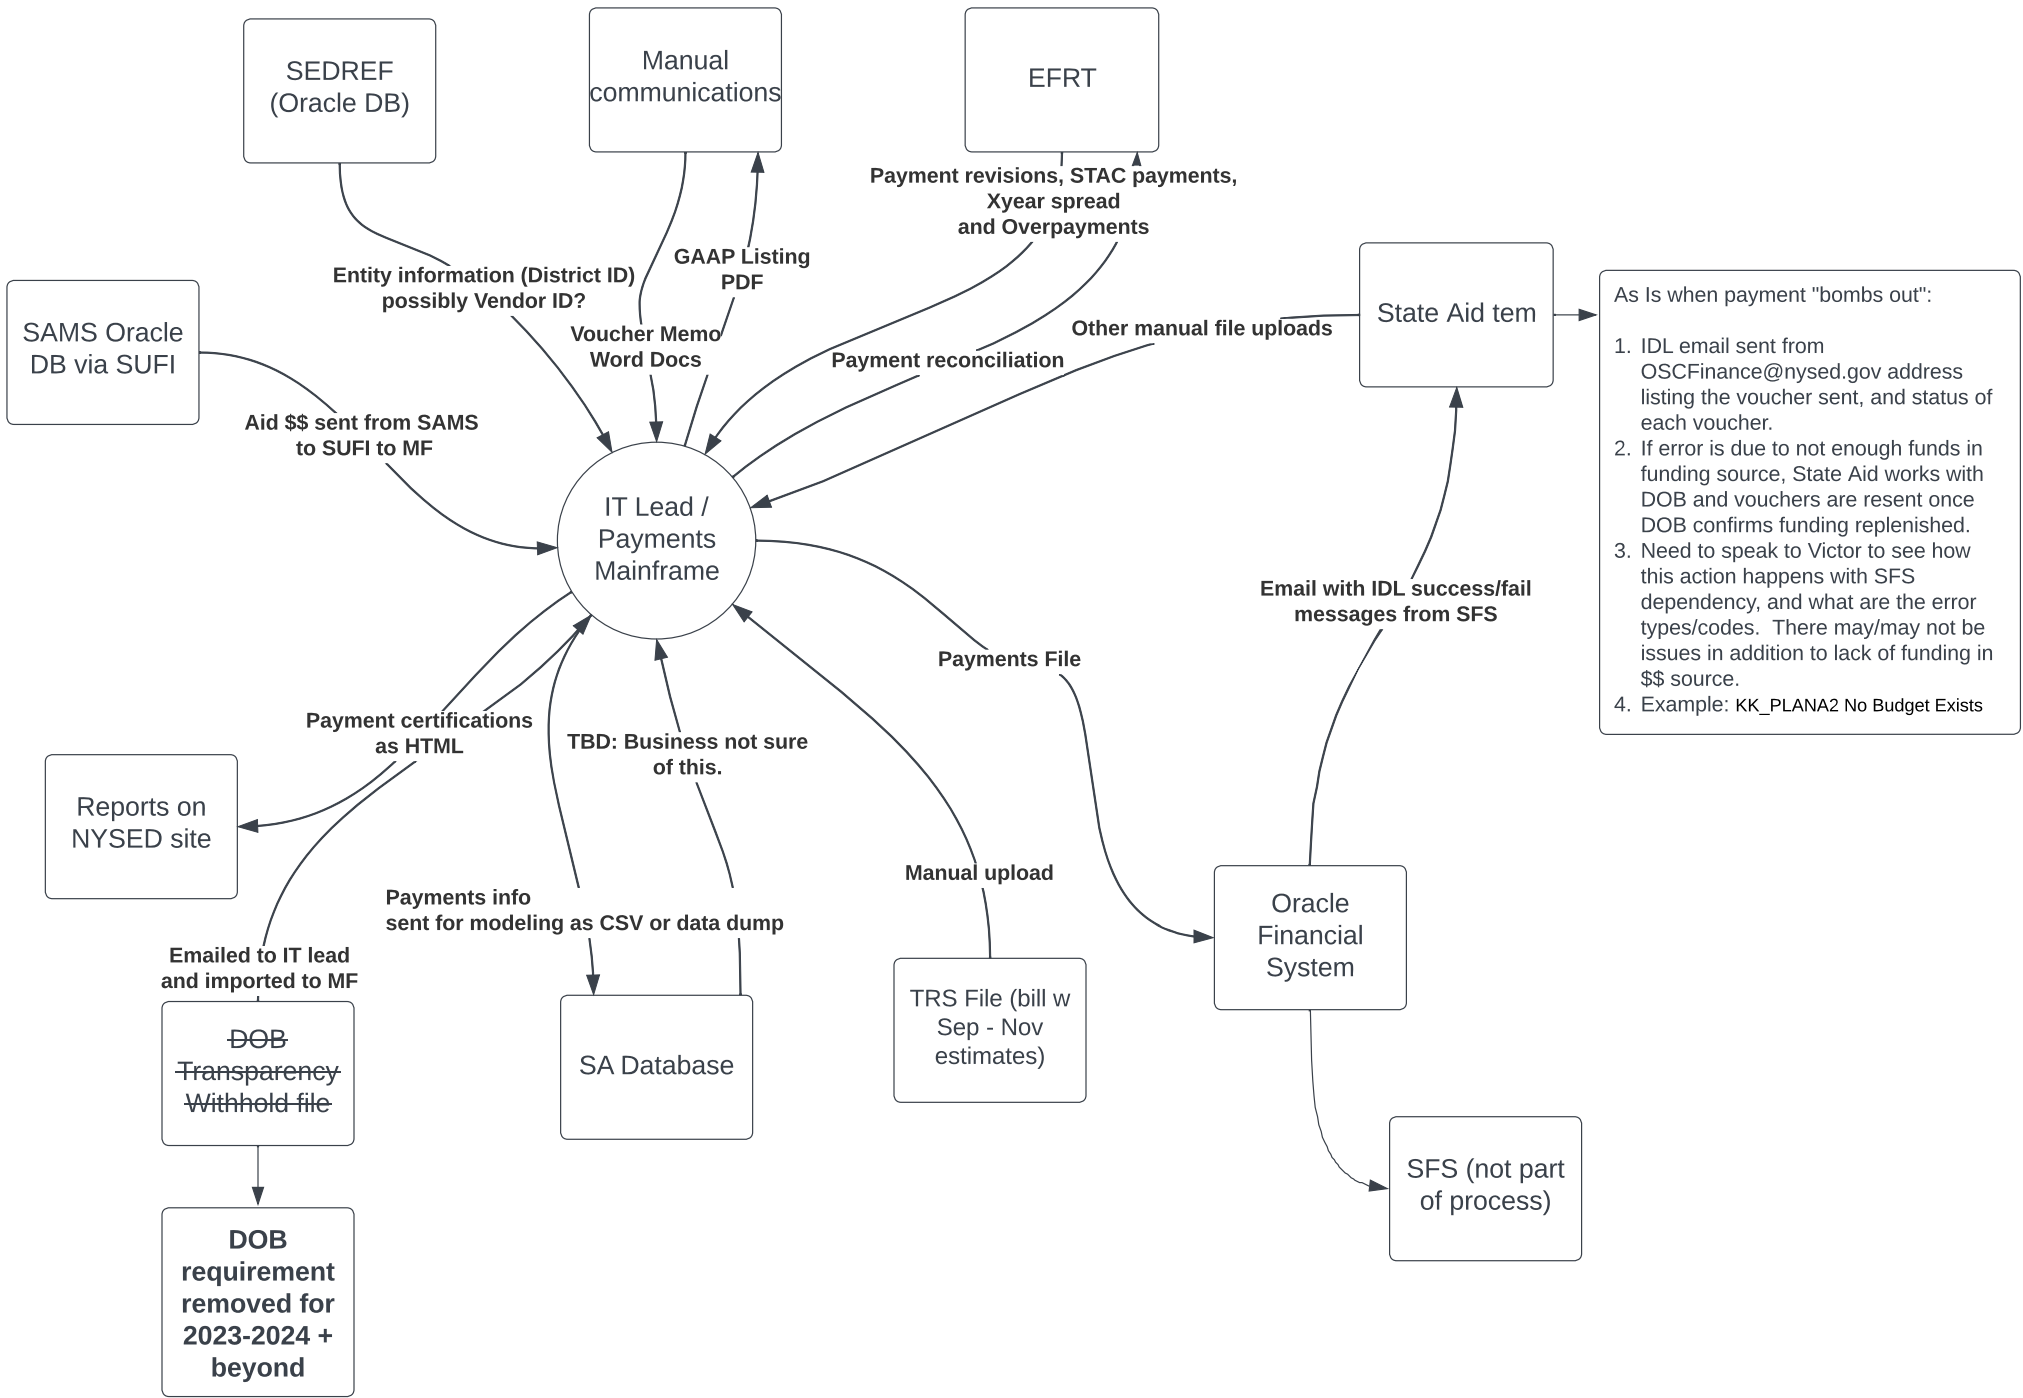 SEDREF
(Oracle DB)
Manual
communications
EFRT
Payment revisions, STAC payments,
Xyear spread
and Overpayments
GAAP Listing
PDF
Entity information (District ID)
possibly Vendor ID?
SAMS Oracle
DB via SUFI
Voucher Memo
Word Docs
Payment reconciliation
Other manual file uploads
State Aid tem
As Is when payment "bombs out":
1. IDL email sent from
OSCFinance@nysed.gov address
listing the voucher sent, and status of
each voucher.
2. If error is due to not enough funds in
funding source, State Aid works with
DOB and vouchers are resent once
DOB confirms funding replenished.
3. Need to speak to Victor to see how
this action happens with SFS
dependency, and what are the error
types/codes.  There may/may not be
issues in addition to lack of funding in
$$ source.
4. Example: KK_PLANA2 No Budget Exists
Aid $$ sent from SAMS
to SUFI to MF
IT Lead /
Payments
Mainframe
Email with IDL success/fail
messages from SFS
Payments File
Payment certifications
as HTML
TBD: Business not sure
of this.
Reports on
NYSED site
Manual upload
Payments info
sent for modeling as CSV or data dump
Oracle
Financial
System
Emailed to IT lead
and imported to MF
DOB
Transparency
Withhold file
SA Database
TRS File (bill w
Sep - Nov
estimates)
SFS (not part
of process)
DOB
requirement
removed for
2023-2024 +
beyond